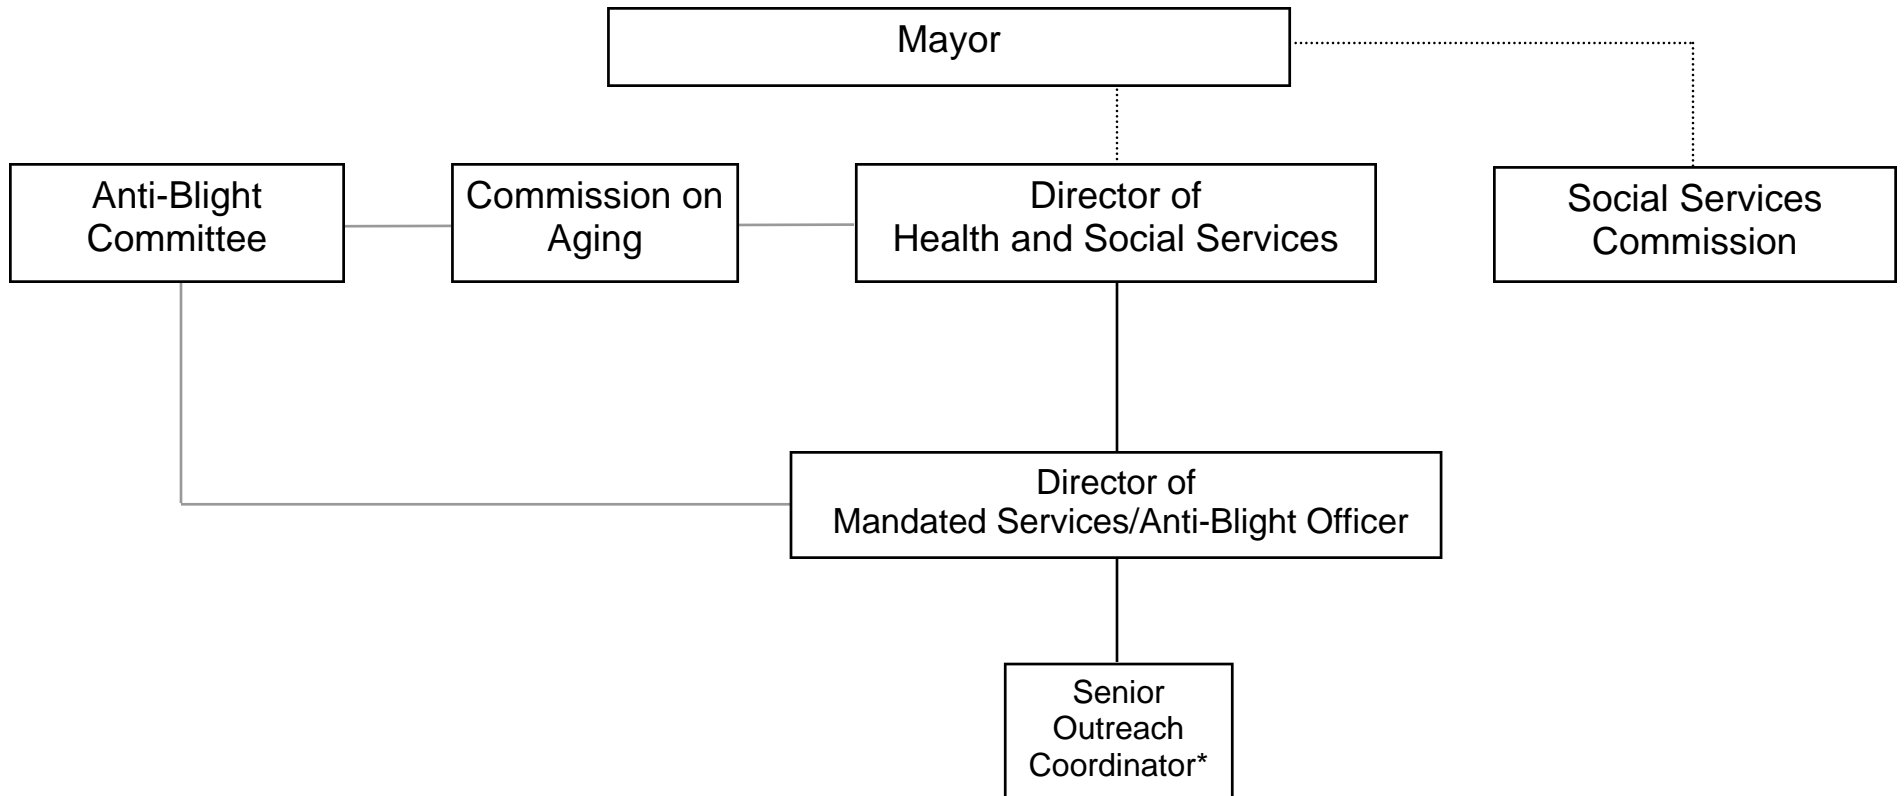 Mayor
Anti-Blight
Committee
Commission on
Aging
Director of
Health and Social Services
Social Services
Commission
Director of
Mandated Services/Anti-Blight Officer
Senior
Outreach
Coordinator*